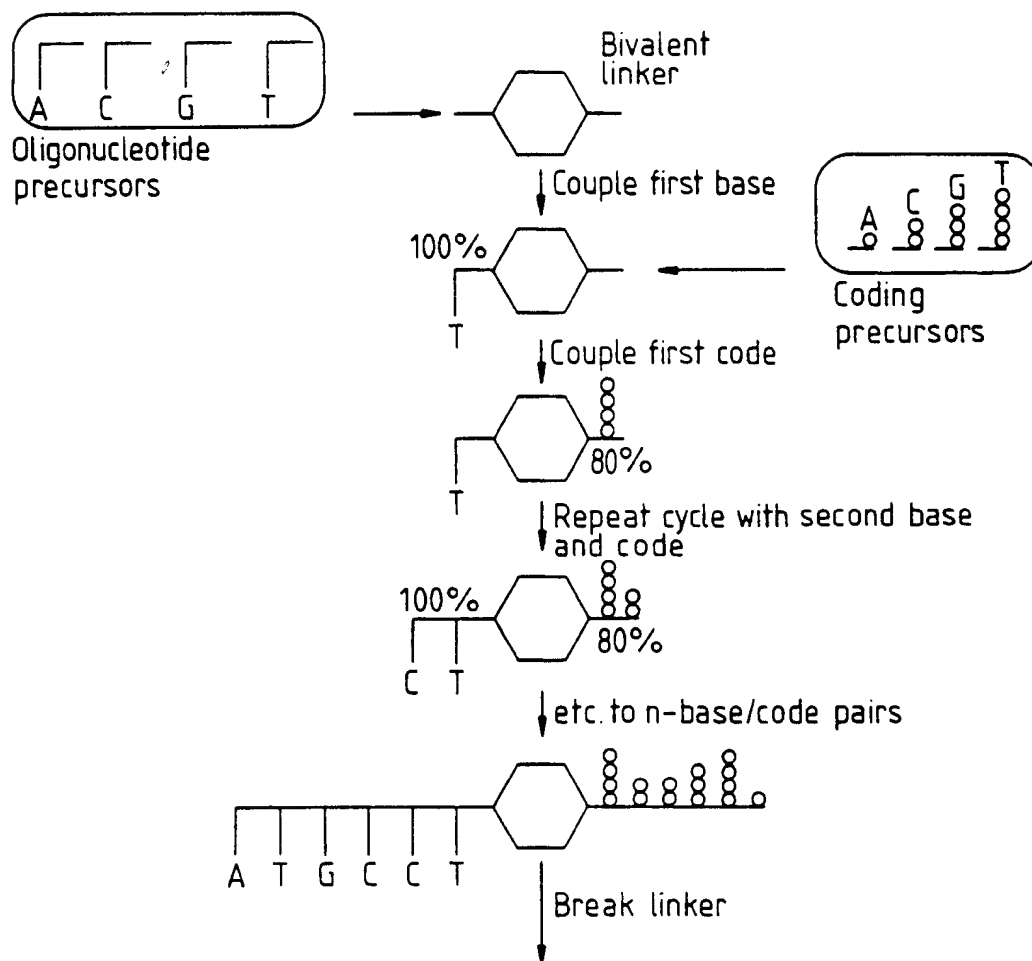 A C G T
Oligonucleotide
precursors
Bivalent
linker
Couple first base
A C G T
Coding
precursors
100%
T
Couple first code
T
80%
Repeat cycle with second base
and code
100%
C T
80%
etc. to n-base/code pairs
A T G C C T
Break linker